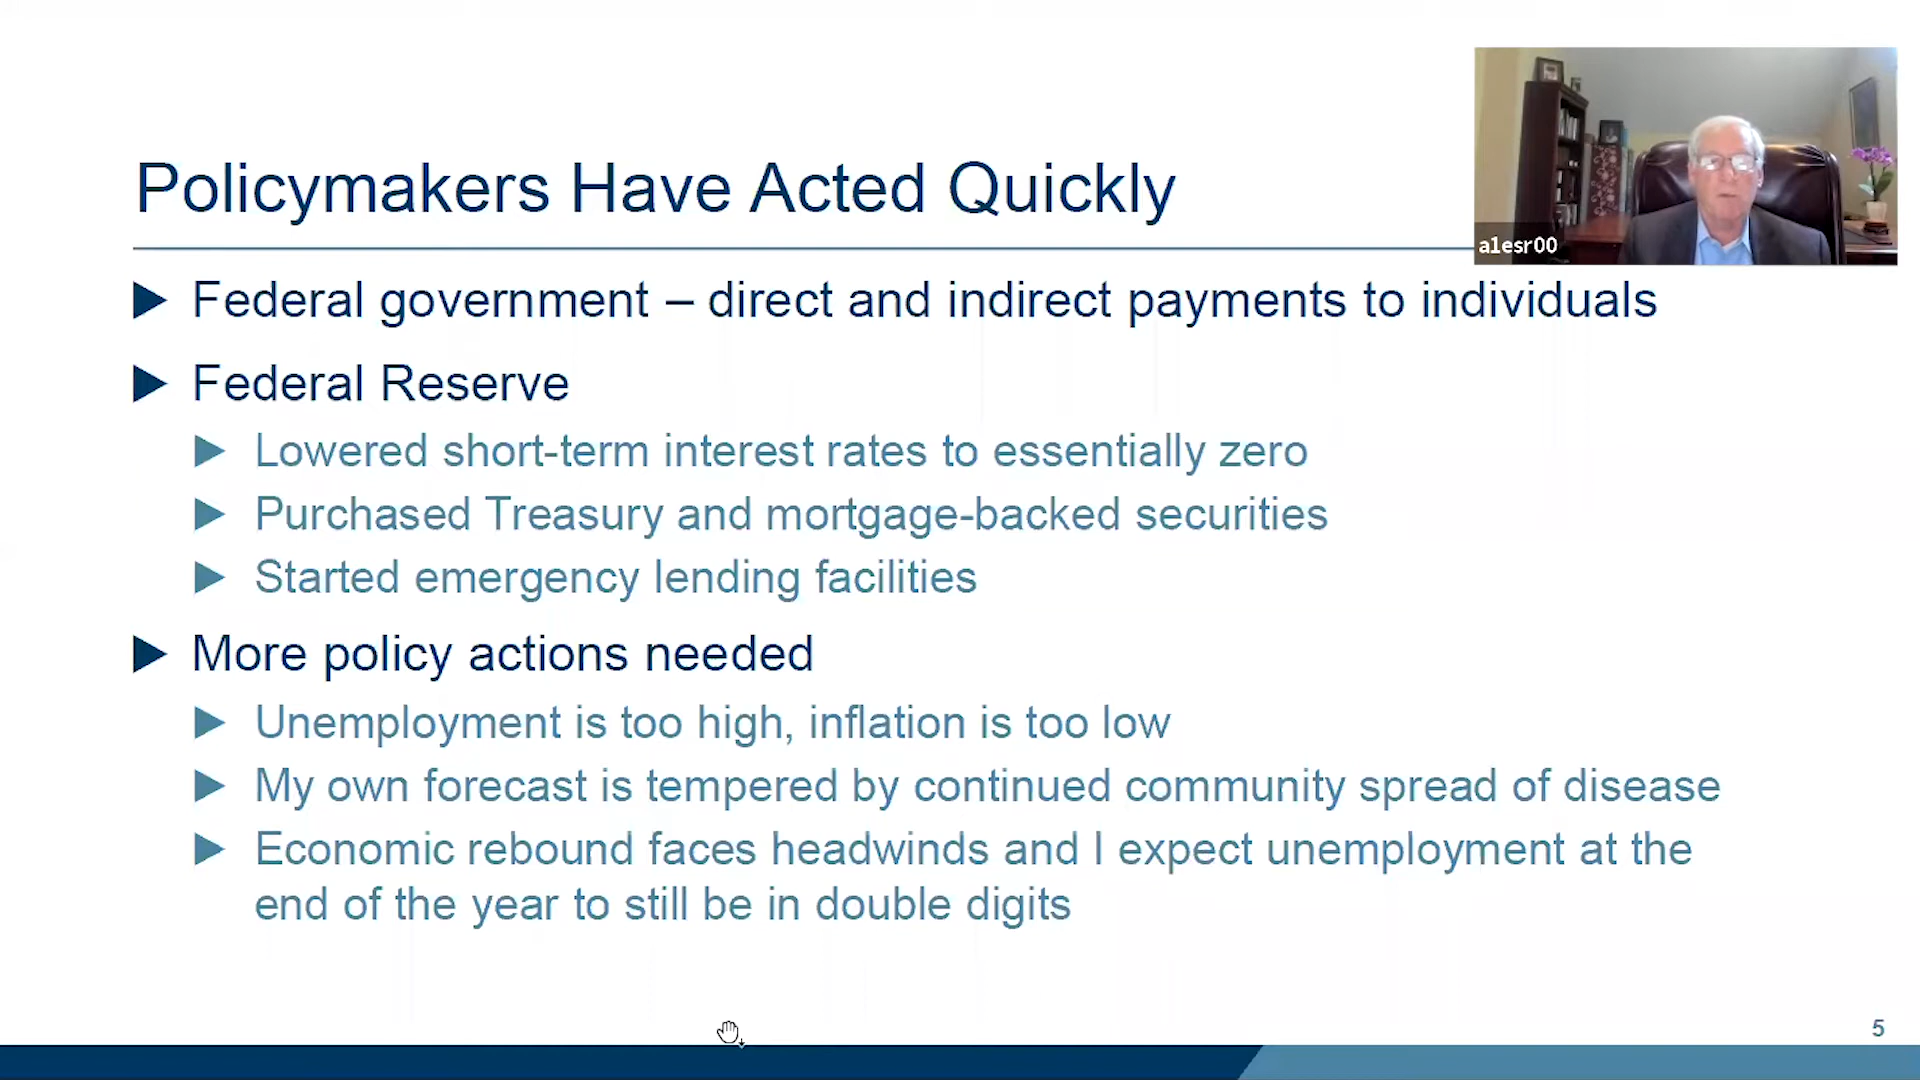 Policymakers Have Acted Quickly
a1esr00
Federal government – direct and indirect payments to individuals
Federal Reserve
Lowered short-term interest rates to essentially zero
Purchased Treasury and mortgage-backed securities
Started emergency lending facilities
More policy actions needed
Unemployment is too high, inflation is too low
My own forecast is tempered by continued community spread of disease
Economic rebound faces headwinds and I expect unemployment at the
end of the year to still be in double digits
5